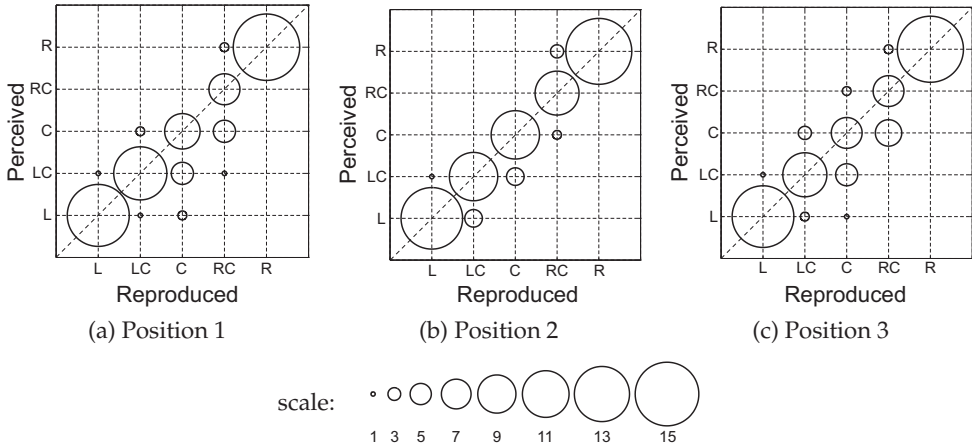 Perceived
R
RC
C
LC
L
L LC C RC R
Reproduced
(a) Position 1
Perceived
R
RC
C
LC
L
L LC C RC R
Reproduced
(b) Position 2
Perceived
R
RC
C
LC
L
L LC C RC R
Reproduced
(c) Position 3
scale:
1 3 5 7 9 11 13 15